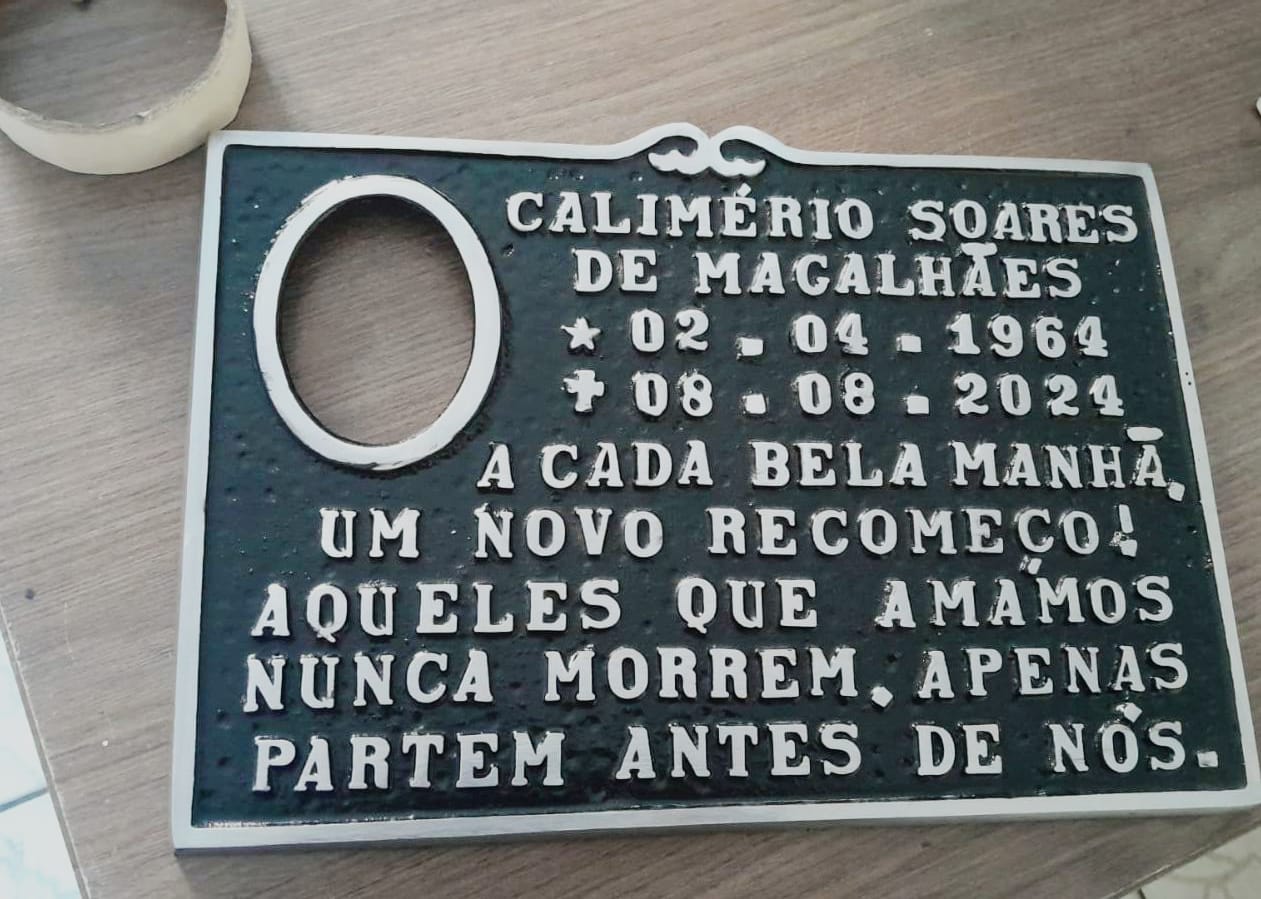 CALIMÉRIO SOARES
DE MAGALHÃES
★ 02.04.1964
✝ 08.08.2024
A CADA BELA MANHÃ,
UM NOVO RECOMEÇO!
AQUELES QUE AMAMOS
NUNCA MORREM, APENAS
PARTEM ANTES DE NÓS.